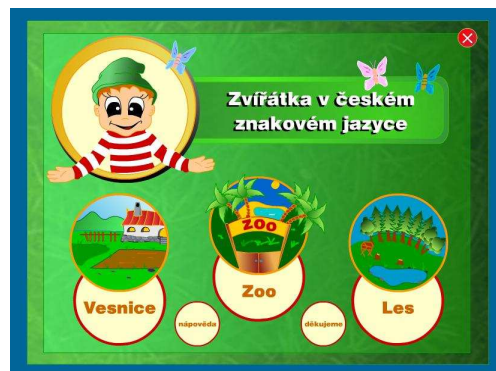 Zvířátka v českém
znakovém jazyce
ZOO
Vesnice
Zoo
Les
nápověda
děkujeme